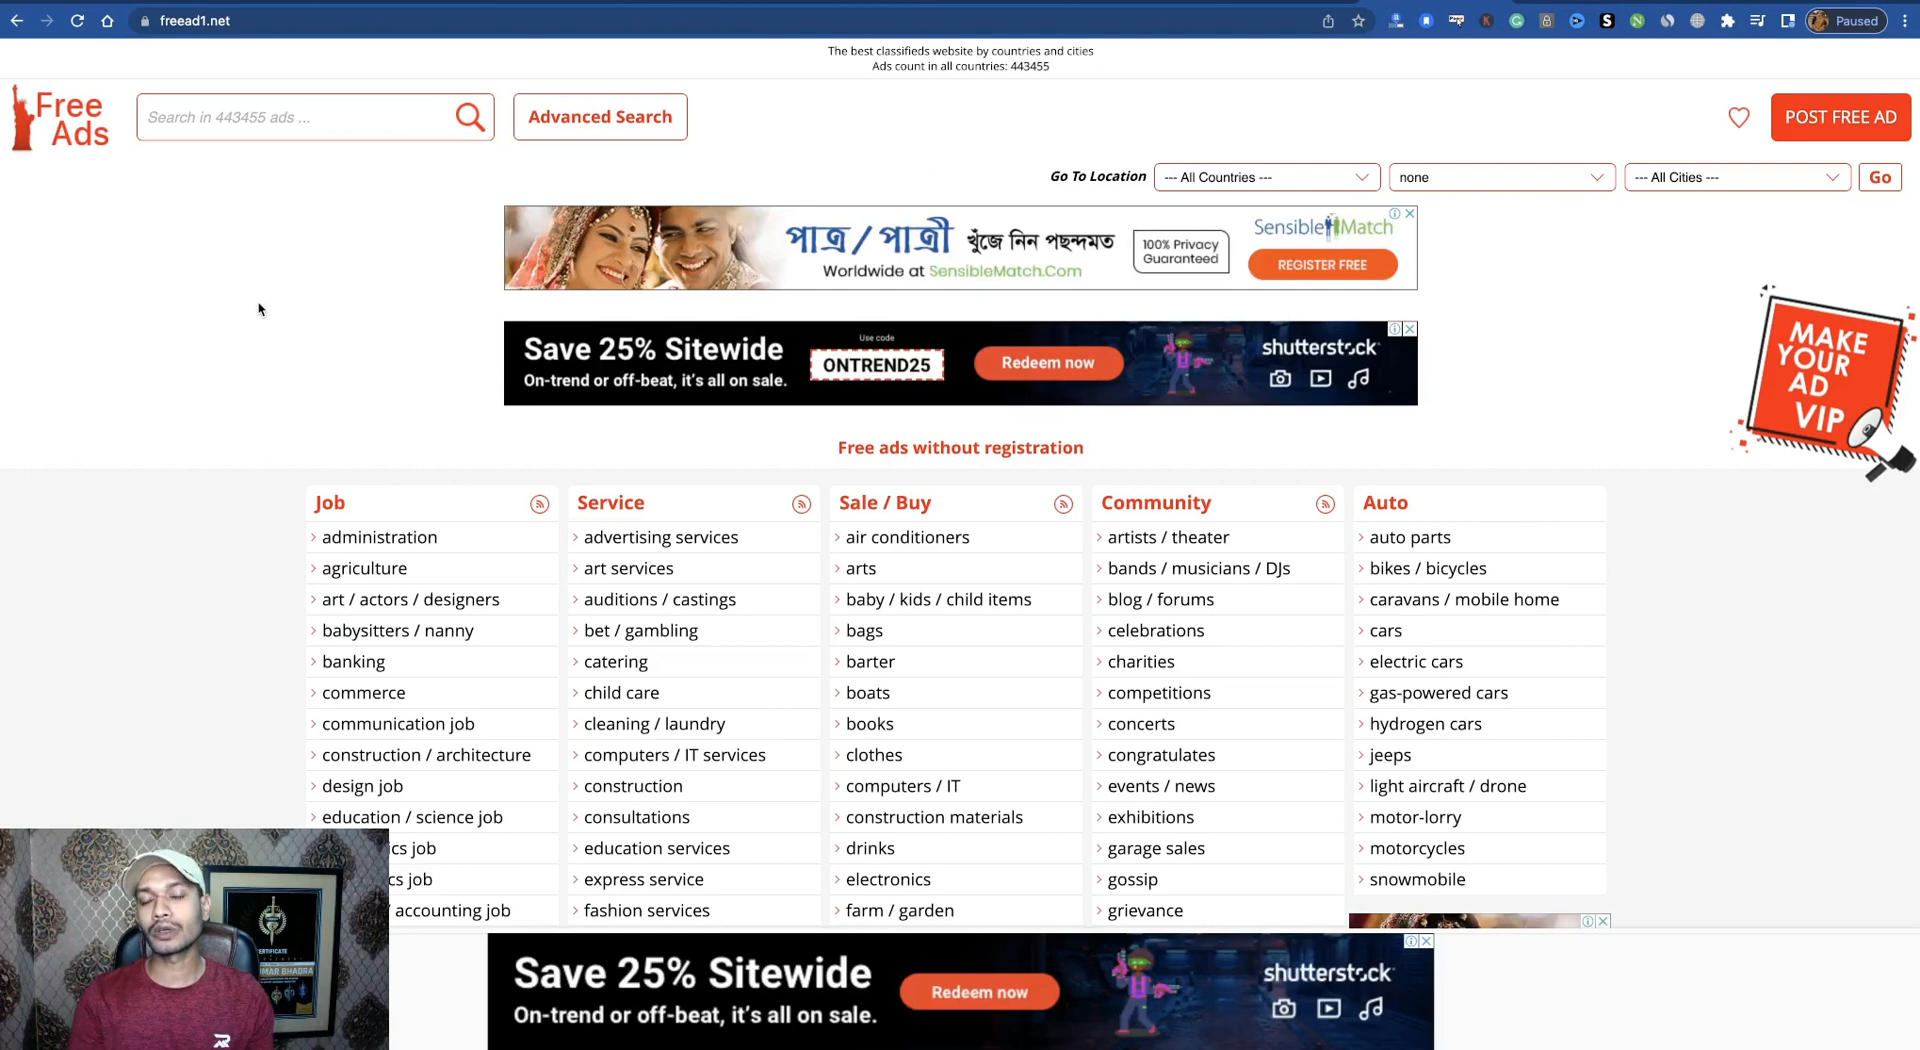 freead1.net
Paused
The best classifieds website by countries and cities
Ads count in all countries: 443455
Free
Ads
Search in 443455 ads ...
Advanced Search
POST FREE AD
Go To Location
--- All Countries ---
none
--- All Cities ---
Go
পাত্র / পাত্রী খুঁজে নিন পছন্দমত
Worldwide at SensibleMatch.Com
100% Privacy
Guaranteed
Sensible Match
REGISTER FREE
Save 25% Sitewide
On-trend or off-beat, it's all on sale.
Use code
ONTREND25
Redeem now
shutterstock
MAKE
YOUR
AD
VIP
Free ads without registration
Job
administration
agriculture
art / actors / designers
babysitters / nanny
banking
commerce
communication job
construction / architecture
design job
education / science job
cs job
cs job
/ accounting job
Service
advertising services
art services
auditions / castings
bet / gambling
catering
child care
cleaning / laundry
computers / IT services
construction
consultations
education services
express service
fashion services
Sale / Buy
air conditioners
arts
baby / kids / child items
bags
barter
boats
books
clothes
computers / IT
construction materials
drinks
electronics
farm / garden
Community
artists / theater
bands / musicians / DJs
blog / forums
celebrations
charities
competitions
concerts
congratulates
events / news
exhibitions
garage sales
gossip
grievance
Auto
auto parts
bikes / bicycles
caravans / mobile home
cars
electric cars
gas-powered cars
hydrogen cars
jeeps
light aircraft / drone
motor-lorry
motorcycles
snowmobile
CERTIFICATE
UMAR BHADRA
AR
Save 25% Sitewide
On-trend or off-beat, it's all on sale.
Redeem now
shutterstock